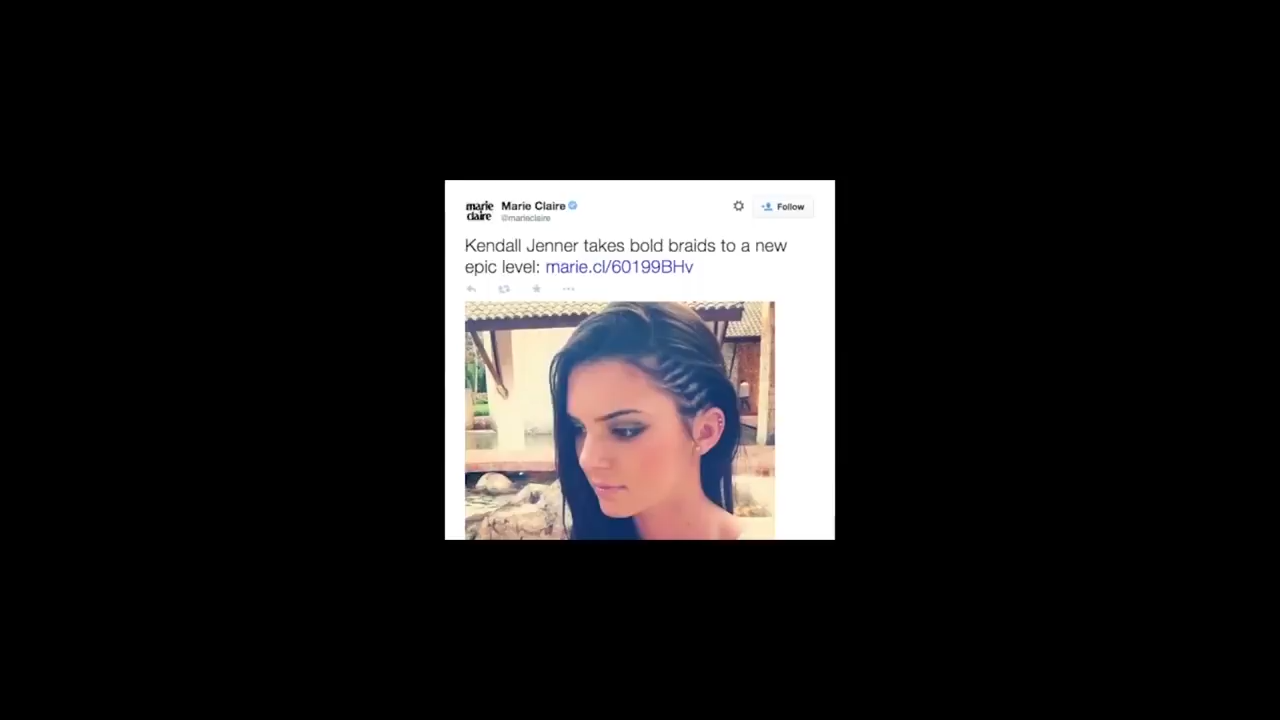 marie
claire
Marie Claire
@marieclaire
Follow
Kendall Jenner takes bold braids to a new
epic level: marie.cl/60199BHv